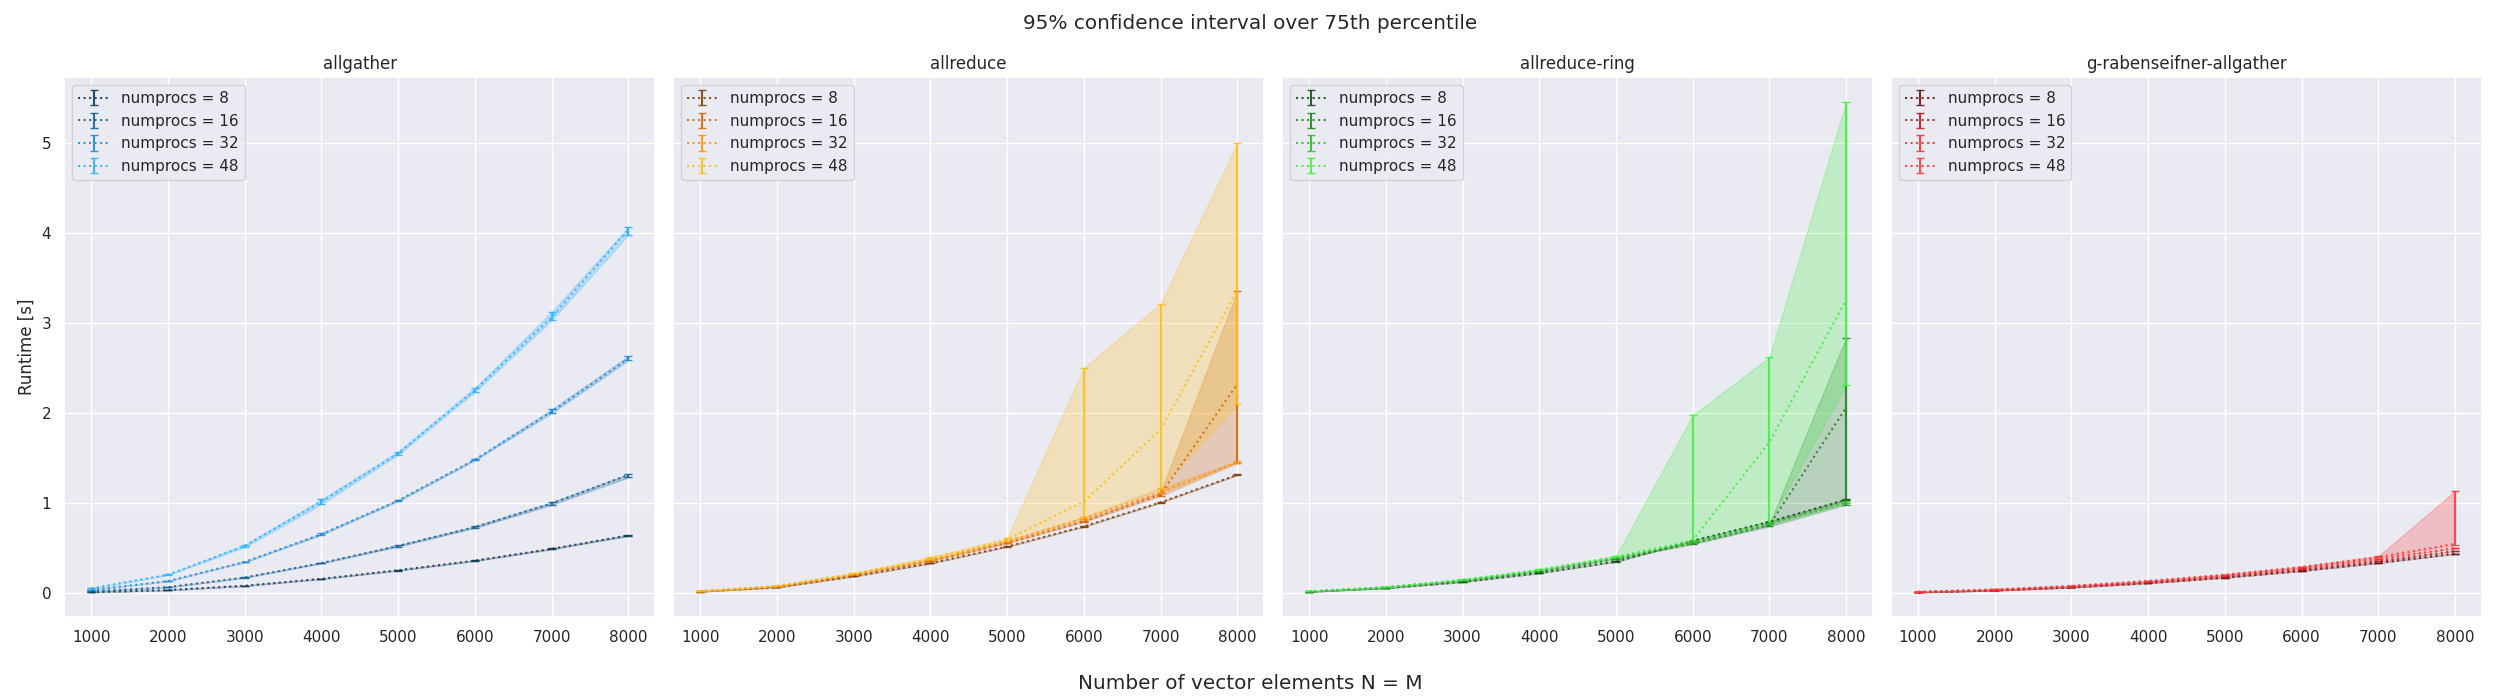 95% confidence interval over 75th percentile
allgather
numprocs = 8
numprocs = 16
numprocs = 32
numprocs = 48
allreduce
numprocs = 8
numprocs = 16
numprocs = 32
numprocs = 48
allreduce-ring
numprocs = 8
numprocs = 16
numprocs = 32
numprocs = 48
g-rabenseifner-allgather
numprocs = 8
numprocs = 16
numprocs = 32
numprocs = 48
Runtime [s]
5
4
3
2
1
0
1000 2000 3000 4000 5000 6000 7000 8000
1000 2000 3000 4000 5000 6000 7000 8000
1000 2000 3000 4000 5000 6000 7000 8000
1000 2000 3000 4000 5000 6000 7000 8000
Number of vector elements N = M